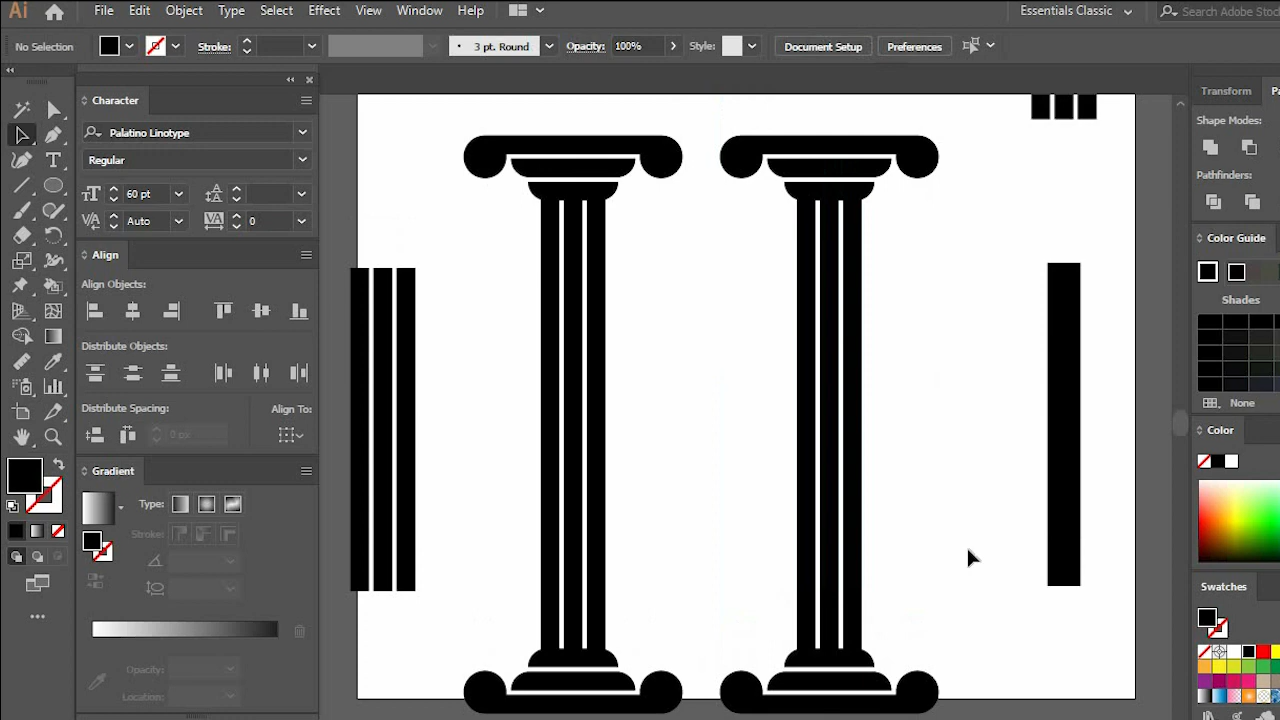 Ai File Edit Object Type Select Effect View Window Help Essentials Classic Search Adobe Stoc
No Selection Stroke: 3 pt. Round Opacity: 100% Style: Document Setup Preferences
Character
Palatino Linotype
Regular
60 pt
Auto 0
Align
Align Objects:
Distribute Objects:
Distribute Spacing: Align To:
0 px
Gradient
Type:
Stroke:
Opacity:
Location:
Transform Pa
Shape Modes:
Pathfinders:
Color Guide
Shades
None
Color
Swatches